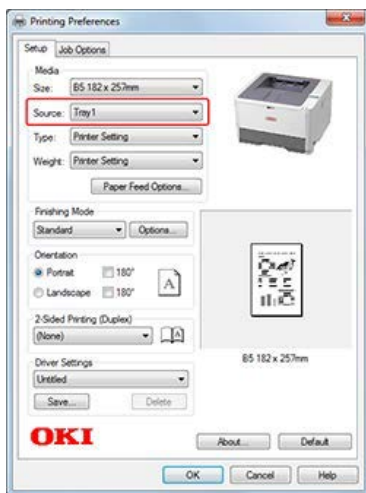 Printing Preferences
Setup Job Options
Media
Size: B5 182 x 257mm
Source: Tray1
Type: Printer Setting
Weight: Printer Setting
Paper Feed Options...
Finishing Mode
Standard Options...
Orientation
Portrait 180°
Landscape 180°
A
2-Sided Printing (Duplex)
(None)
B5 182 x 257mm
Driver Settings
Untitled
Save... Delete
OKI
About... Default
OK Cancel Help